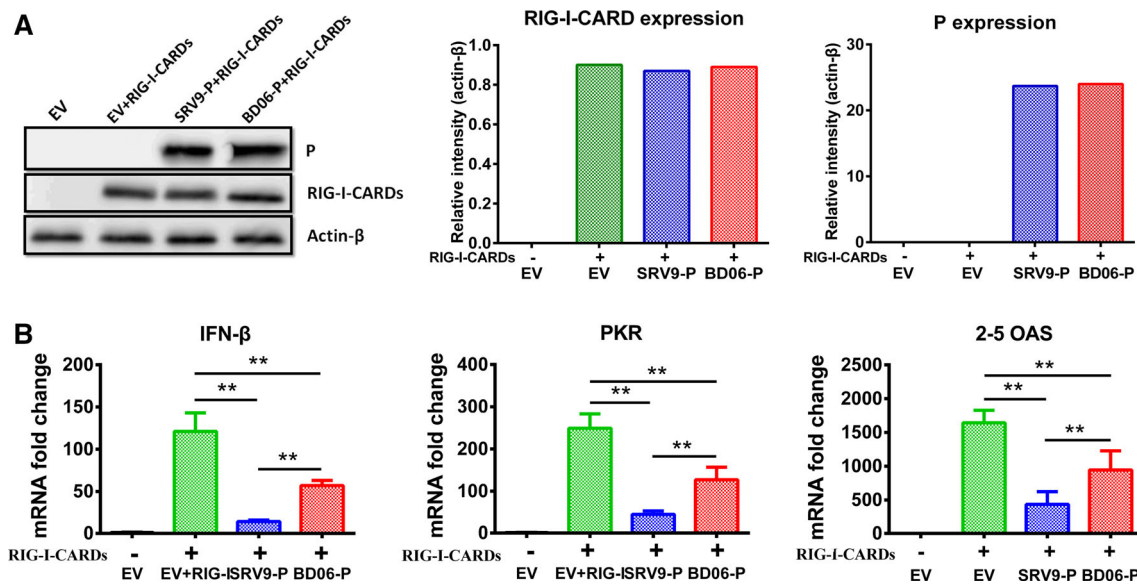 A
EV
EV+RIG-I-CARDs
SRV9-P+RIG-I-CARDs
BD06-P+RIG-I-CARDs
P
RIG-I-CARDs
Actin-β
RIG-I-CARD expression
Relative intensity (actin-β)
1.0
0.8
0.6
0.4
0.2
0.0
RIG-I-CARDs - + + +
EV EV SRV9-P BD06-P
P expression
Relative intensity (actin-β)
30
20
10
0
RIG-I-CARDs - + + +
EV EV SRV9-P BD06-P
B
IFN-β
mRNA fold change
200
150
100
50
0
**
**
**
RIG-I-CARDs - + + +
EV EV+RIG-I SRV9-P BD06-P
PKR
mRNA fold change
400
300
200
100
0
**
**
**
RIG-I-CARDs - + + +
EV EV+RIG-I SRV9-P BD06-P
2-5 OAS
mRNA fold change
2500
2000
1500
1000
500
0
**
**
**
RIG-í-CARDs - + + +
EV EV SRV9-P BD06-P